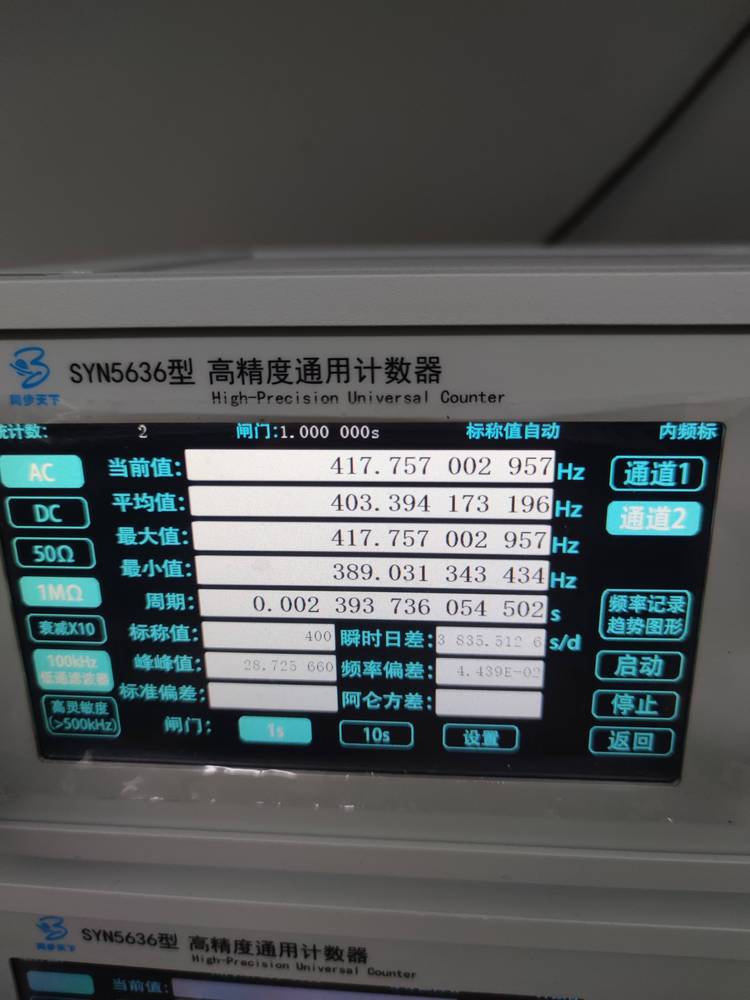 同步天下
SYN5636型 高精度通用计数器
High-Precision Universal Counter
统计数: 2 闸门:1.000 000s 标称值自动 内频标
AC 当前值: 417.757 002 957 Hz 通道1
DC 平均值: 403.394 173 196 Hz 通道2
50Ω 最大值: 417.757 002 957 Hz
1MΩ 最小值: 389.031 343 434 Hz
衰减X10 周期: 0.002 393 736 054 502 s 频率记录
趋势图形
标称值: 400 瞬时日差: 3 835.512 6 s/d
100kHz
低通滤波器
峰峰值: 28.725 660 频率偏差: 4.439E-02 启动
高灵敏度
(>500kHz)
标准偏差: 阿仑方差: 停止
闸门: 1s 10s 设置 返回
同步天下
SYN5636型 高精度通用计数器
High-Precision Universal Counter
当前值: